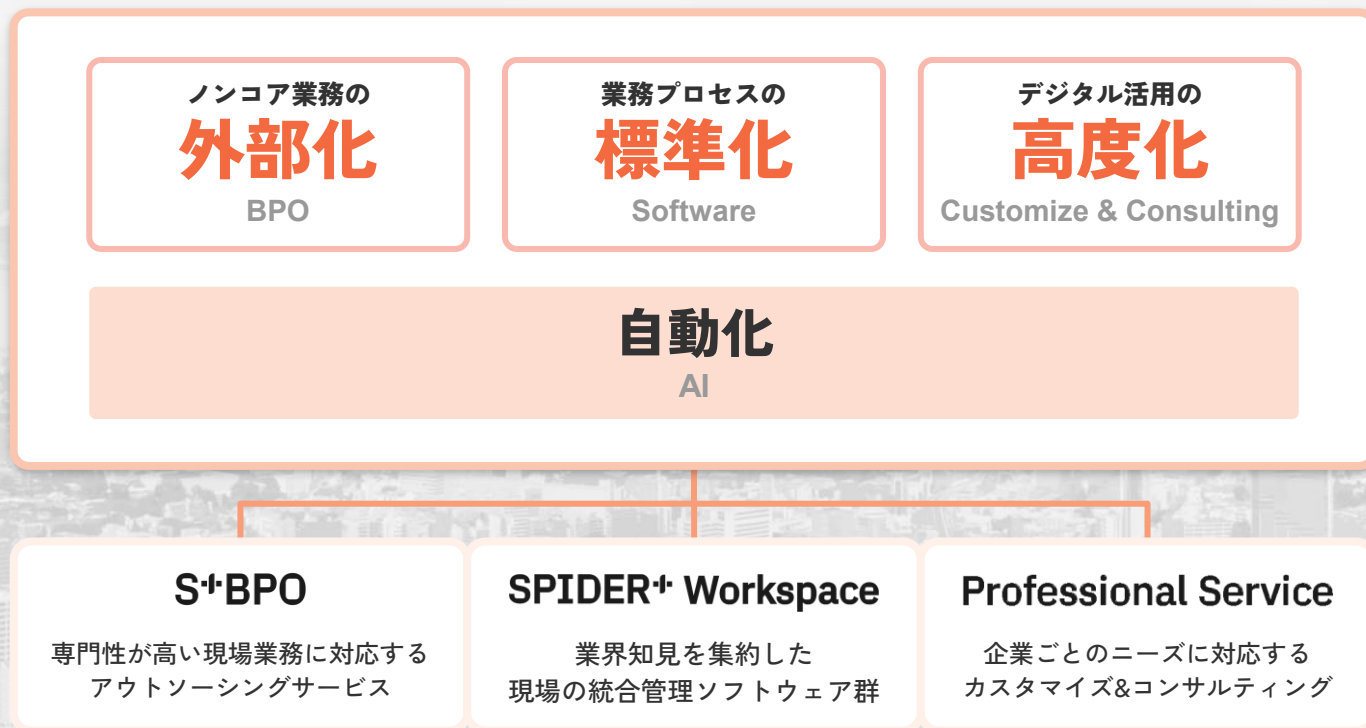 ノンコア業務の
外部化
BPO
業務プロセスの
標準化
Software
デジタル活用の
高度化
Customize & Consulting
自動化
AI
S+BPO
専門性が高い現場業務に対応する
アウトソーシングサービス
SPIDER+ Workspace
業界知見を集約した
現場の統合管理ソフトウェア群
Professional Service
企業ごとのニーズに対応する
カスタマイズ&コンサルティング